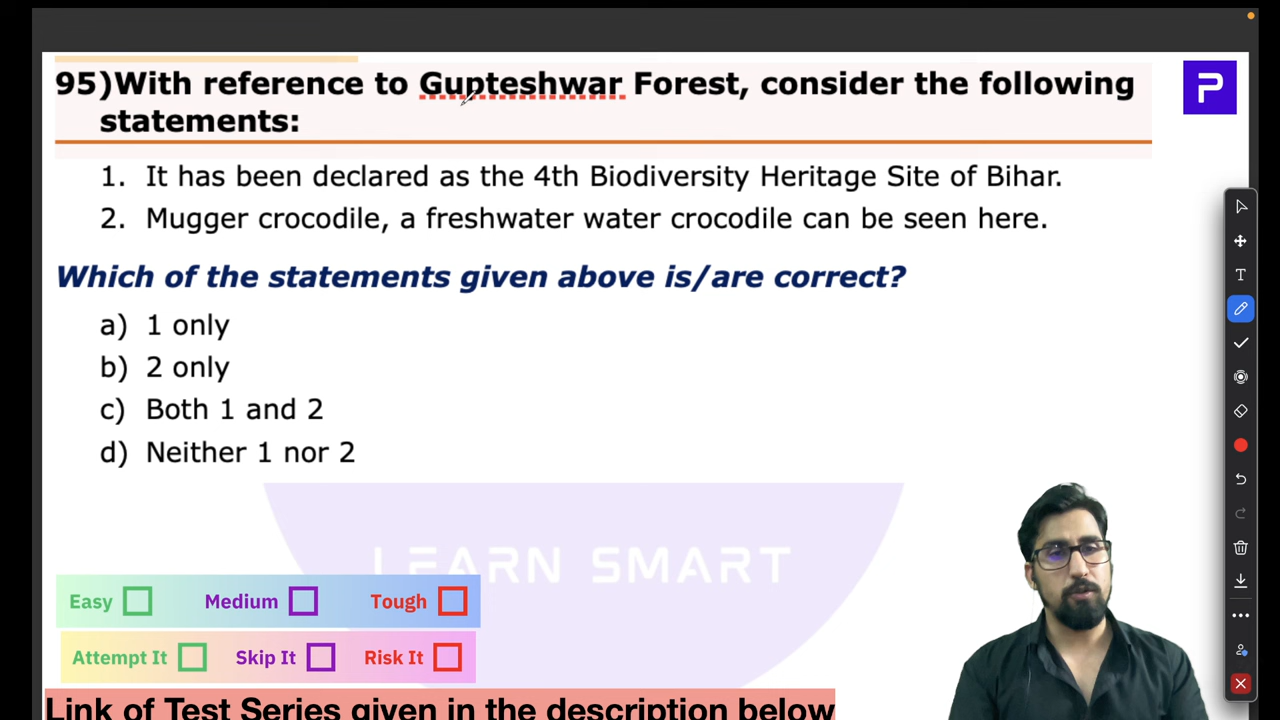 95)With reference to Gupteshwar Forest, consider the following
statements:
1. It has been declared as the 4th Biodiversity Heritage Site of Bihar.
2. Mugger crocodile, a freshwater water crocodile can be seen here.
Which of the statements given above is/are correct?
a) 1 only
b) 2 only
c) Both 1 and 2
d) Neither 1 nor 2
LEARN SMART
Easy Medium Tough
Attempt It Skip It Risk It
Link of Test Series given in the description below